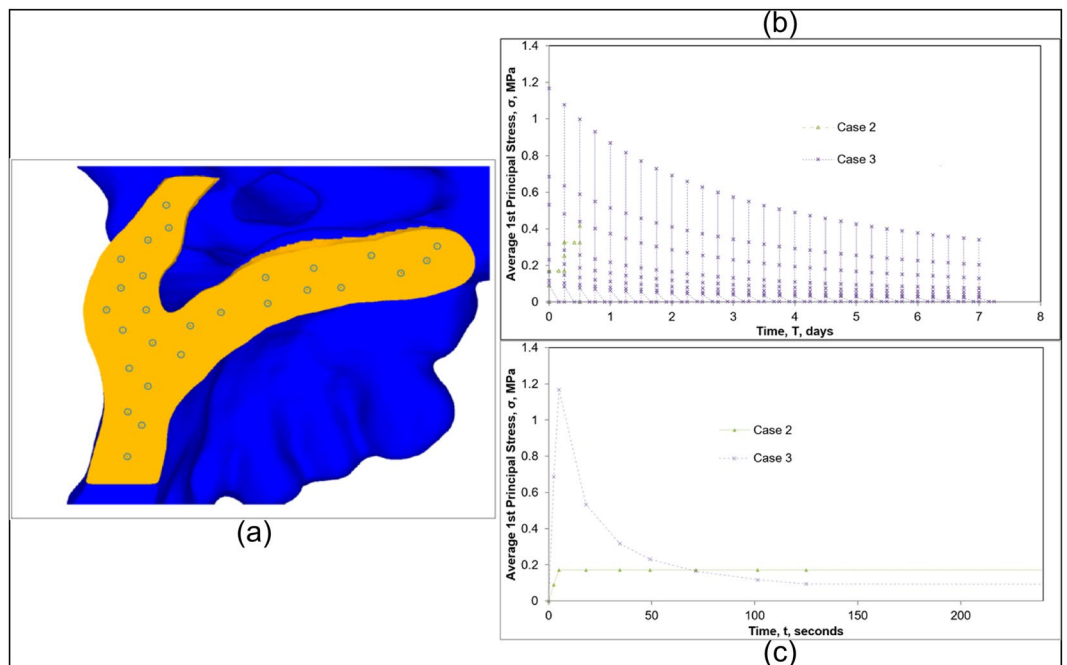 (b)
Average 1st Principal Stress, σ, MPa
1.4
1.2
1
0.8
0.6
0.4
0.2
0
Case 2
Case 3
0 1 2 3 4 5 6 7 8
Time, T, days
(a)
Average 1st Principal Stress, σ, MPa
1.4
1.2
1
0.8
0.6
0.4
0.2
0
Case 2
Case 3
0 50 100 150 200
Time, t, seconds
(c)